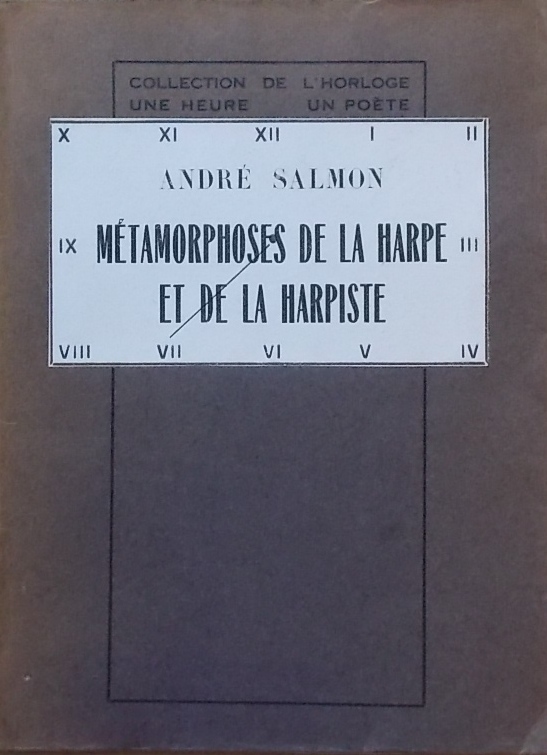 COLLECTION DE L'HORLOGE
UNE HEURE UN POÈTE
X XI XII I II
ANDRÉ SALMON
IX MÉTAMORPHOSES DE LA HARPE III
ET DE LA HARPISTE
VIII VII VI V IV